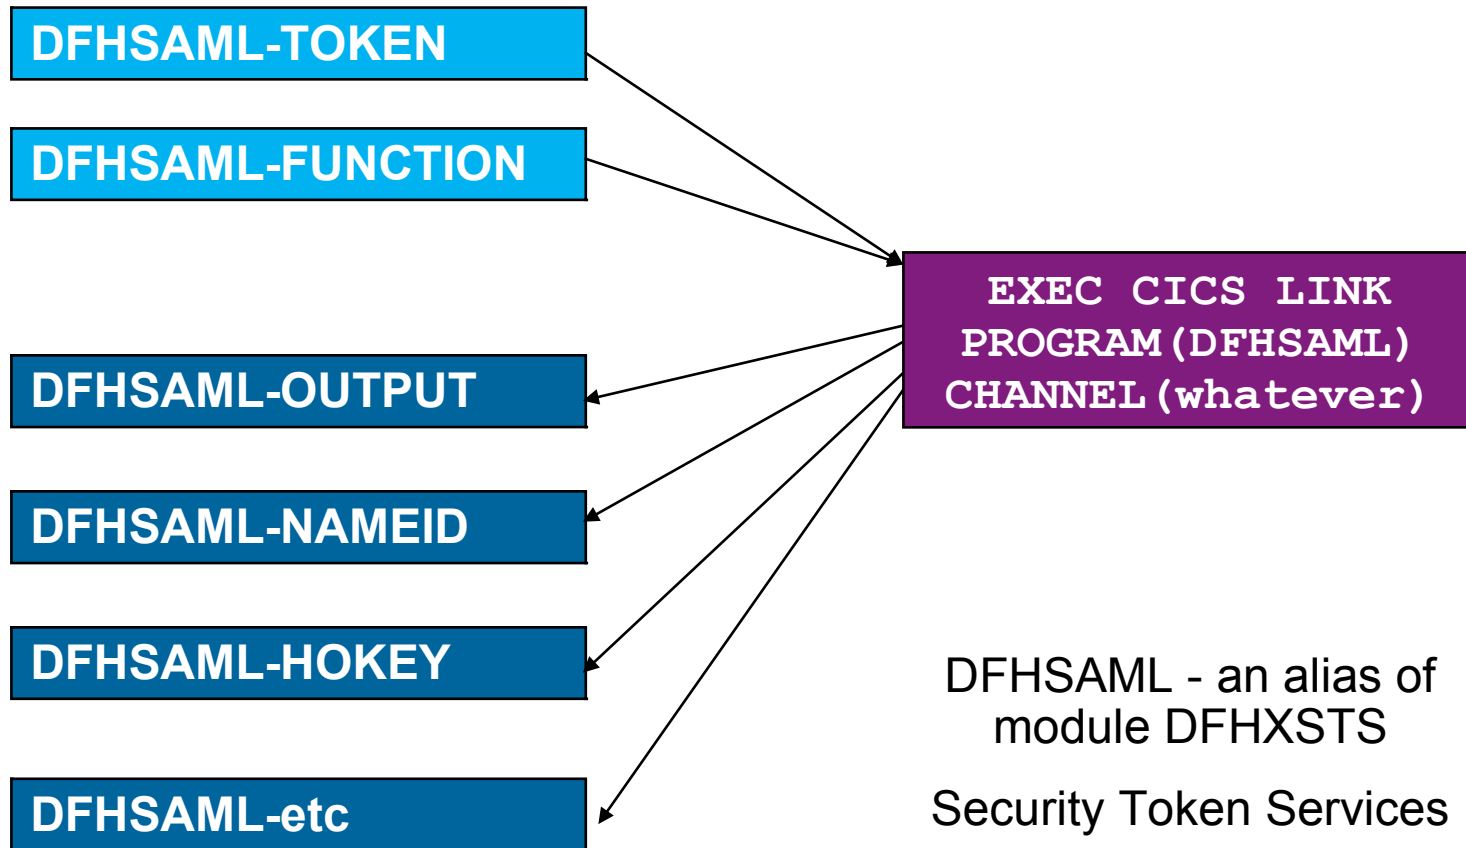 DFHSAML-TOKEN
DFHSAML-FUNCTION
EXEC CICS LINK
PROGRAM(DFHSAML)
CHANNEL(whatever)
DFHSAML-OUTPUT
DFHSAML-NAMEID
DFHSAML-HOKEY
DFHSAML-etc
DFHSAML - an alias of
module DFHXSTS
Security Token Services